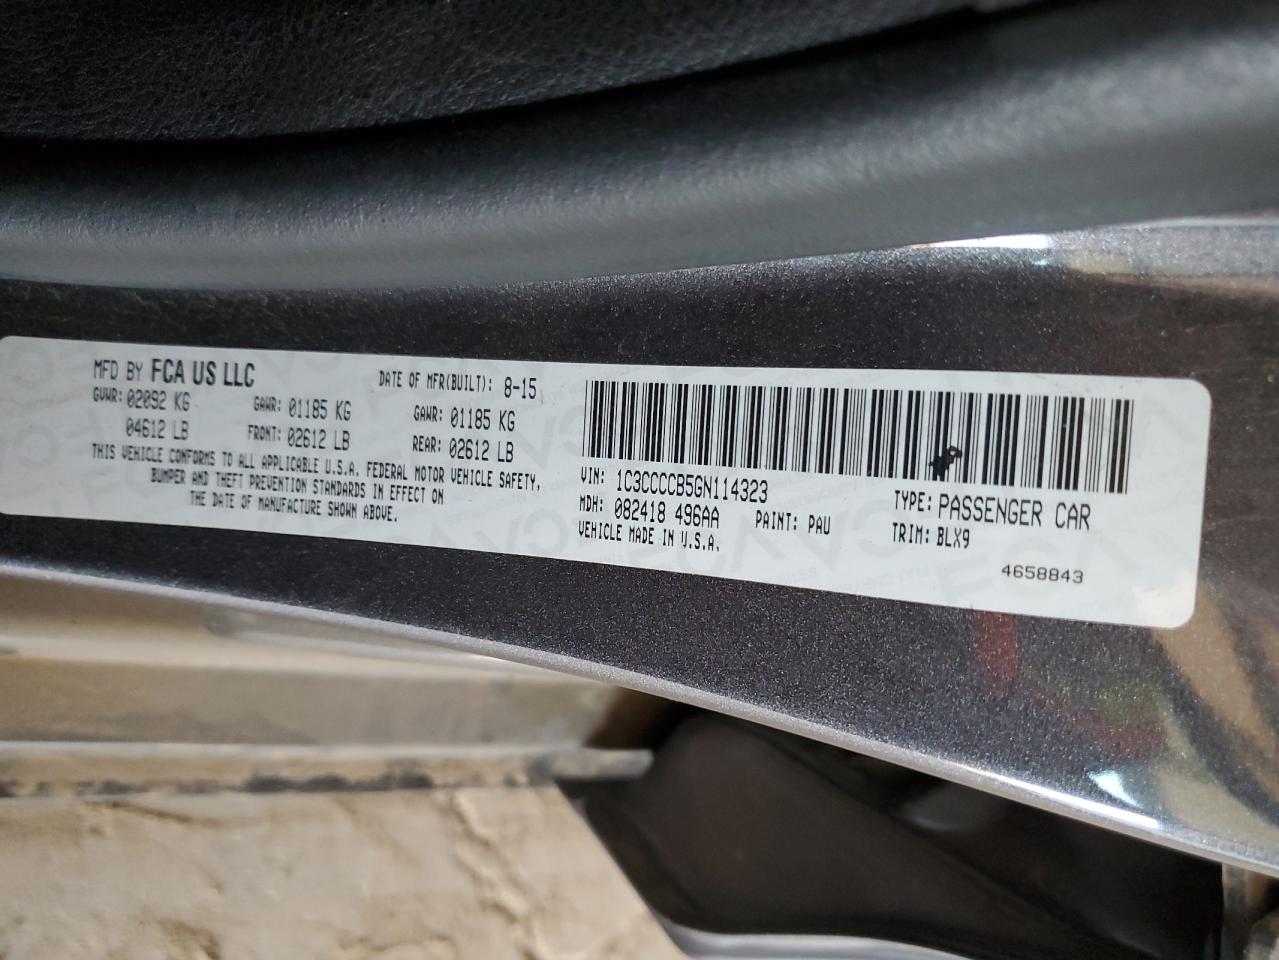 MFD BY FCA US LLC DATE OF MFR(BUILT): 8-15
GVWR: 02092 KG GAWR: 01185 KG GAWR: 01185 KG
04612 LB FRONT: 02612 LB REAR: 02612 LB
THIS VEHICLE CONFORMS TO ALL APPLICABLE U.S.A. FEDERAL MOTOR VEHICLE SAFETY,
BUMPER AND THEFT PREVENTION STANDARDS IN EFFECT ON
THE DATE OF MANUFACTURE SHOWN ABOVE.
VIN: 1C3CCCCB5GN114323 TYPE: PASSENGER CAR
MDH: 082418 496AA PAINT: PAU TRIM: BLX9
VEHICLE MADE IN U.S.A.
4658843